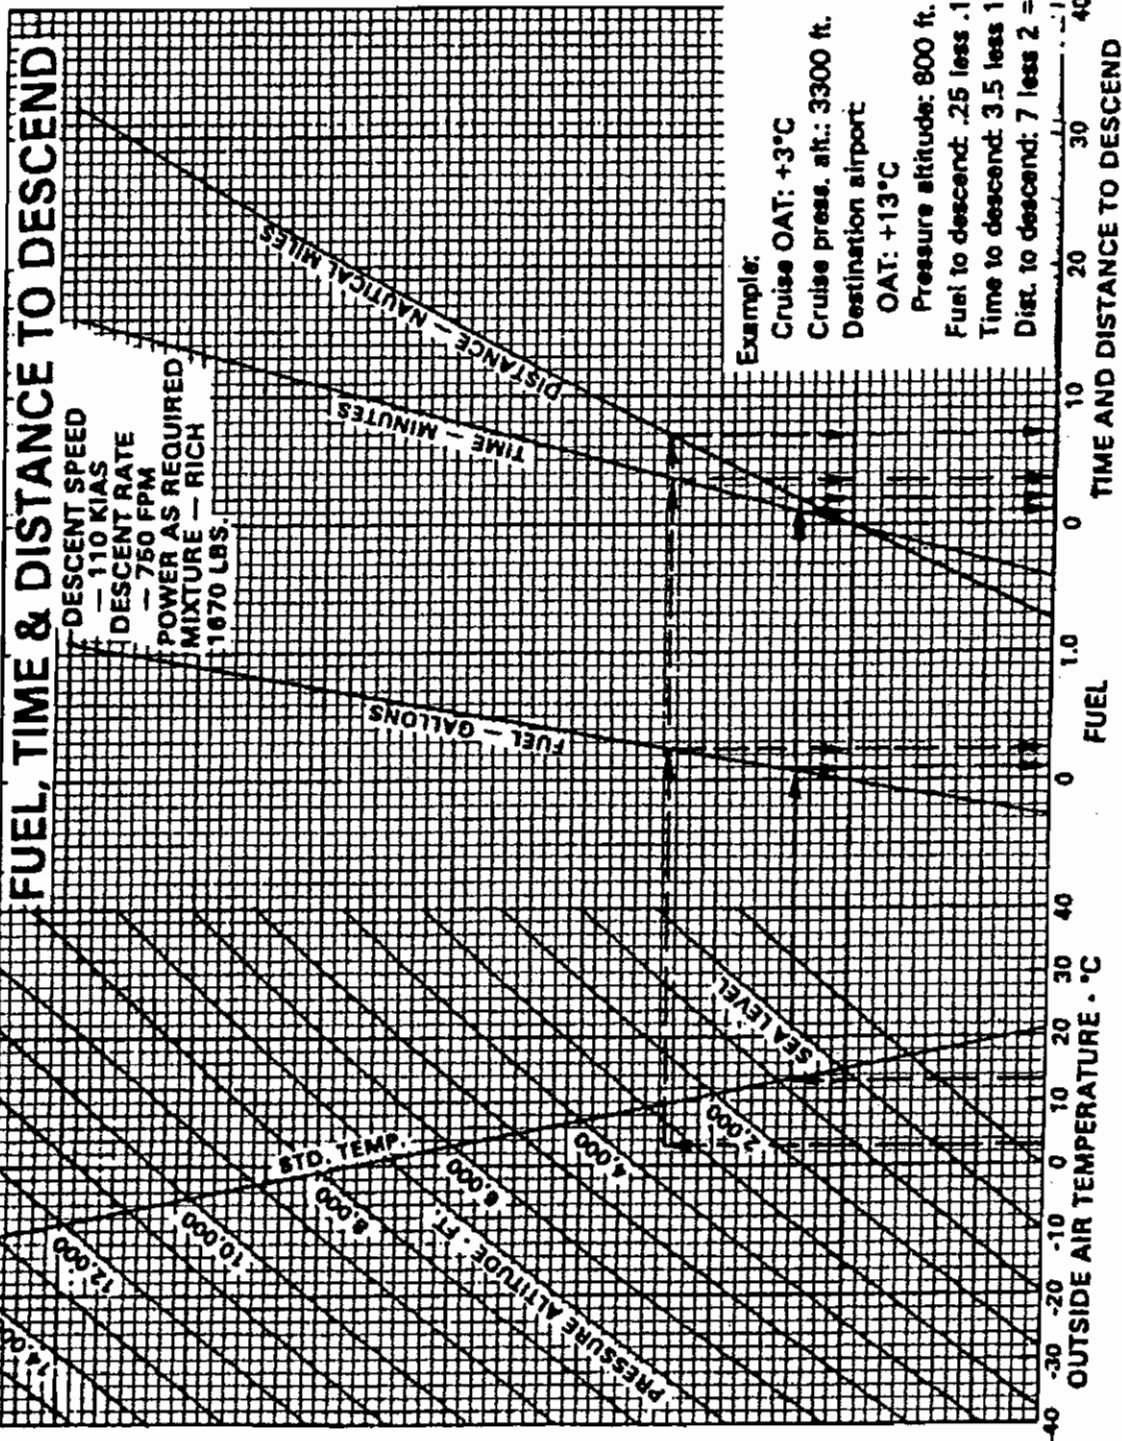 FUEL, TIME & DISTANCE TO DESCEND
DESCENT SPEED
— 110 KIAS
DESCENT RATE
— 750 FPM
POWER AS REQUIRED
MIXTURE — RICH
1670 LBS.
14,000
12,000
10,000
8,000
6,000
4,000
2,000
SEA LEVEL
STD. TEMP.
PRESSURE ALTITUDE - FT.
FUEL — GALLONS
TIME — MINUTES
DISTANCE — NAUTICAL MILES
Example:
Cruise OAT: +3°C
Cruise press. alt.: 3300 ft.
Destination airport:
OAT: +13°C
Pressure altitude: 800 ft.
Fuel to descend: .25 less .1
Time to descend: 3.5 less 1
Dist. to descend: 7 less 2 =
-40 -30 -20 -10 0 10 20 30 40 0 1.0 0 10 20 30 40
OUTSIDE AIR TEMPERATURE - °C
FUEL
TIME AND DISTANCE TO DESCEND